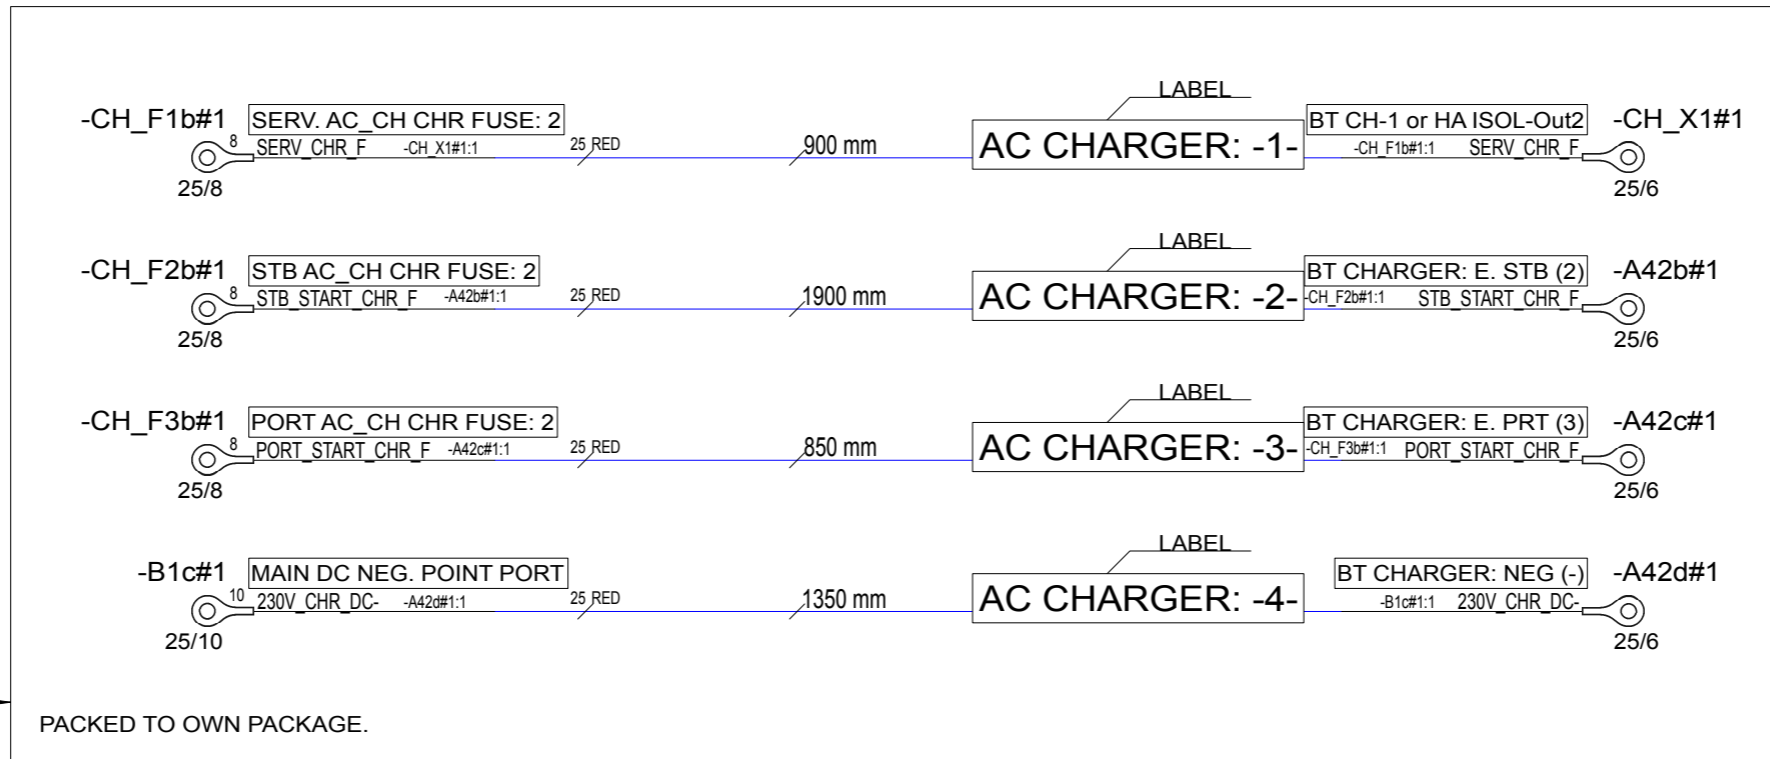 LABEL
-CH_F1b#1 SERV. AC_CH CHR FUSE: 2 AC CHARGER: -1- BT CH-1 or HA ISOL-Out2 -CH_X1#1
8 SERV_CHR_F -CH_X1#1:1 25 RED 900 mm -CH_F1b#1:1 SERV_CHR_F
25/8 25/6
LABEL
-CH_F2b#1 STB AC_CH CHR FUSE: 2 AC CHARGER: -2- BT CHARGER: E. STB (2) -A42b#1
8 STB_START_CHR_F -A42b#1:1 25 RED 1900 mm -CH_F2b#1:1 STB_START_CHR_F
25/8 25/6
LABEL
-CH_F3b#1 PORT AC_CH CHR FUSE: 2 AC CHARGER: -3- BT CHARGER: E. PRT (3) -A42c#1
8 PORT_START_CHR_F -A42c#1:1 25 RED 850 mm -CH_F3b#1:1 PORT_START_CHR_F
25/8 25/6
LABEL
-B1c#1 MAIN DC NEG. POINT PORT AC CHARGER: -4- BT CHARGER: NEG (-) -A42d#1
10 230V_CHR_DC- -A42d#1:1 25 RED 1350 mm -B1c#1:1 230V_CHR_DC-
25/10 25/6
PACKED TO OWN PACKAGE.